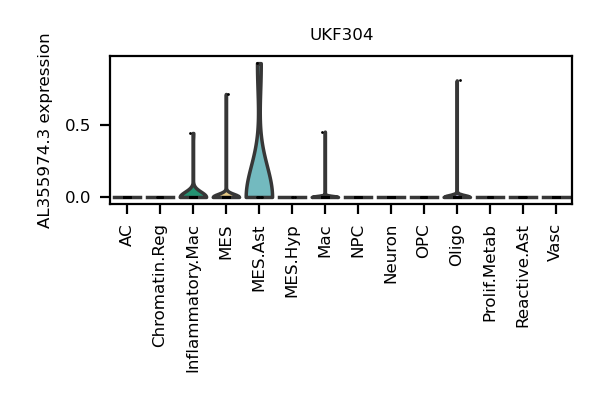 UKF304
AL355974.3 expression
0.5
0.0
AC
Chromatin.Reg
Inflammatory.Mac
MES
MES.Ast
MES.Hyp
Mac
NPC
Neuron
OPC
Oligo
Prolif.Metab
Reactive.Ast
Vasc